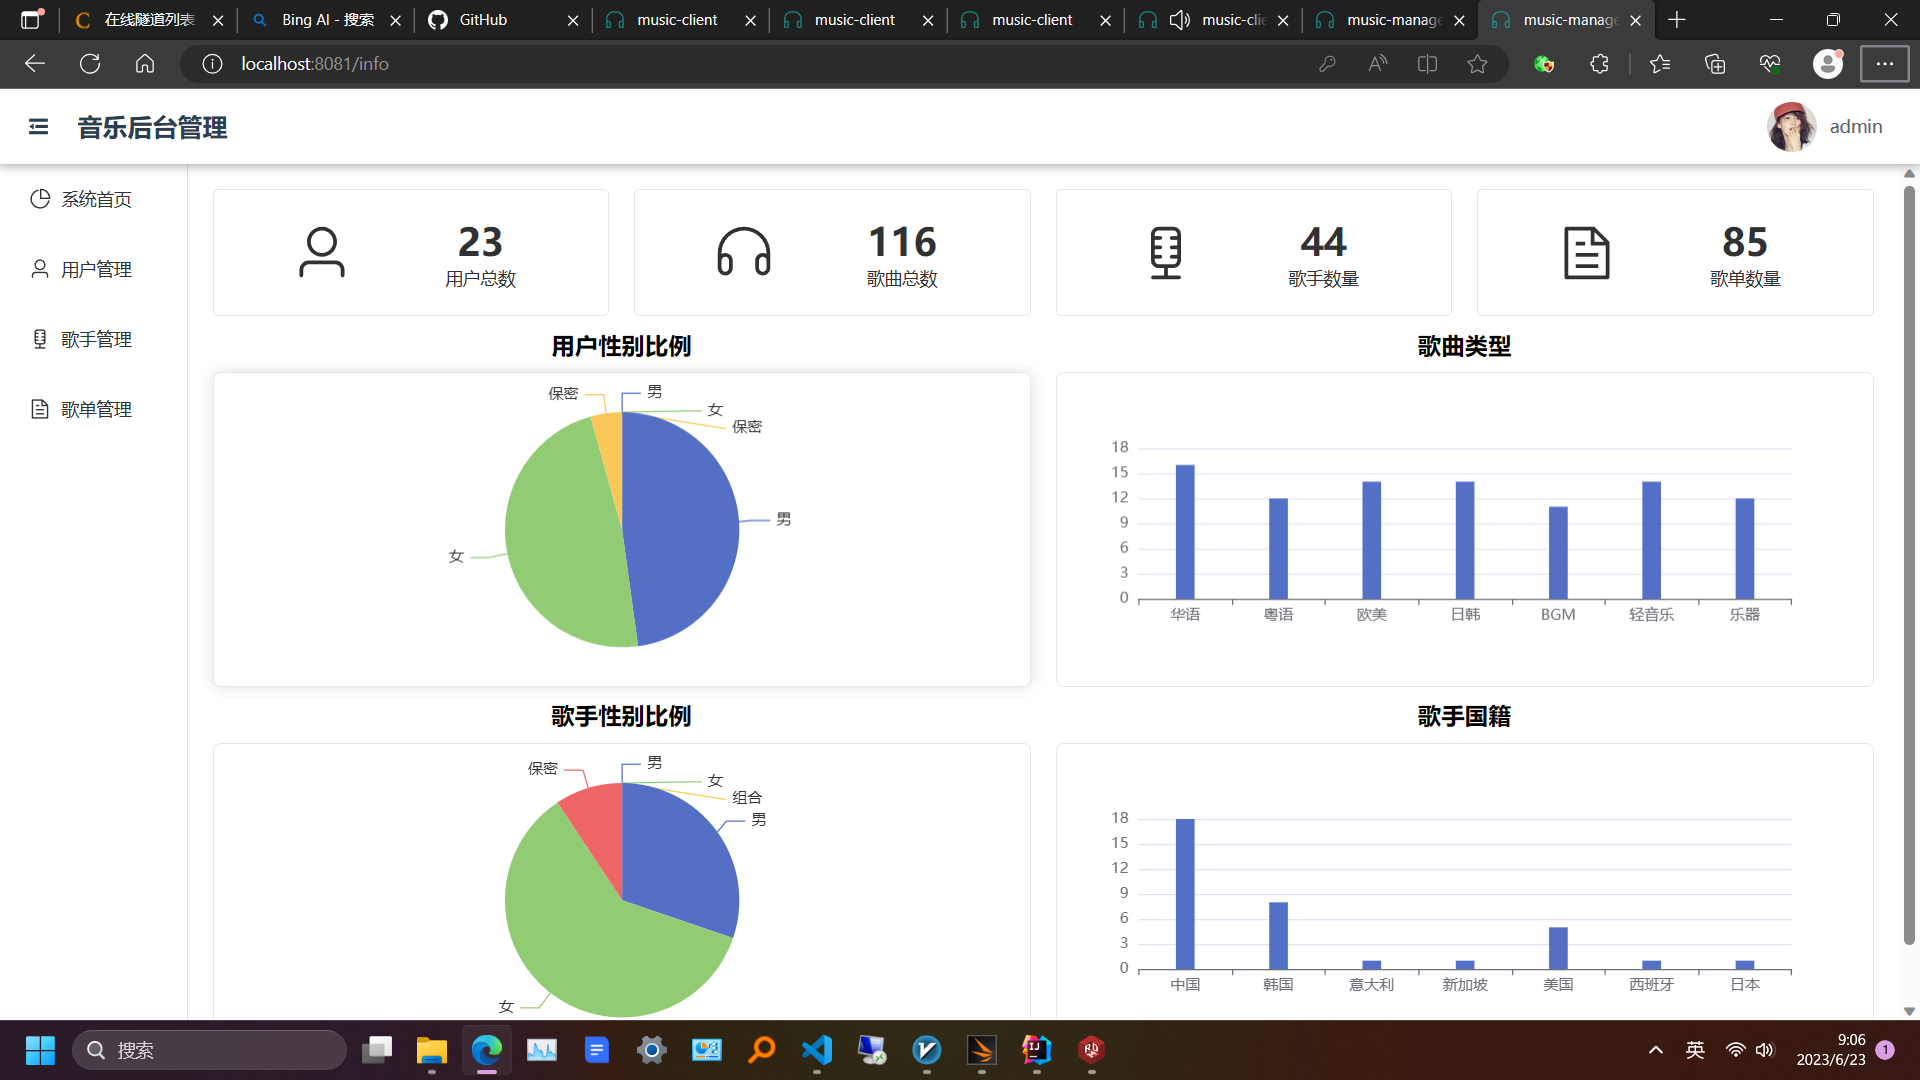 在线隧道列表
Bing AI - 搜索
GitHub
music-client
music-client
music-client
music-clie
music-manage
music-manage
localhost:8081/info
音乐后台管理
admin
系统首页
用户管理
歌手管理
歌单管理
23
用户总数
116
歌曲总数
44
歌手数量
85
歌单数量
用户性别比例
保密
男
女
保密
男
女
歌曲类型
18
15
12
9
6
3
0
华语
粤语
欧美
日韩
BGM
轻音乐
乐器
歌手性别比例
保密
男
女
组合
男
女
歌手国籍
18
15
12
9
6
3
0
中国
韩国
意大利
新加坡
美国
西班牙
日本
搜索
英
9:06
2023/6/23
1